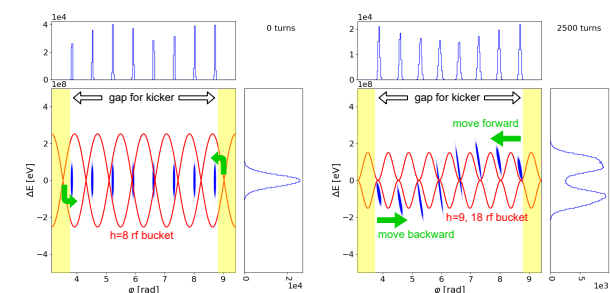 1e4
4
2
0
0 turns
1e8
gap for kicker
4
2
0
−2
−4
ΔE [eV]
h=8 rf bucket
4
5
6
7
8
9
φ [rad]
0
2
1e4
1e4
2
1
0
2500 turns
1e8
gap for kicker
move forward
4
2
0
−2
−4
ΔE [eV]
h=9, 18 rf bucket
move backward
4
5
6
7
8
9
φ [rad]
0
5
1e3